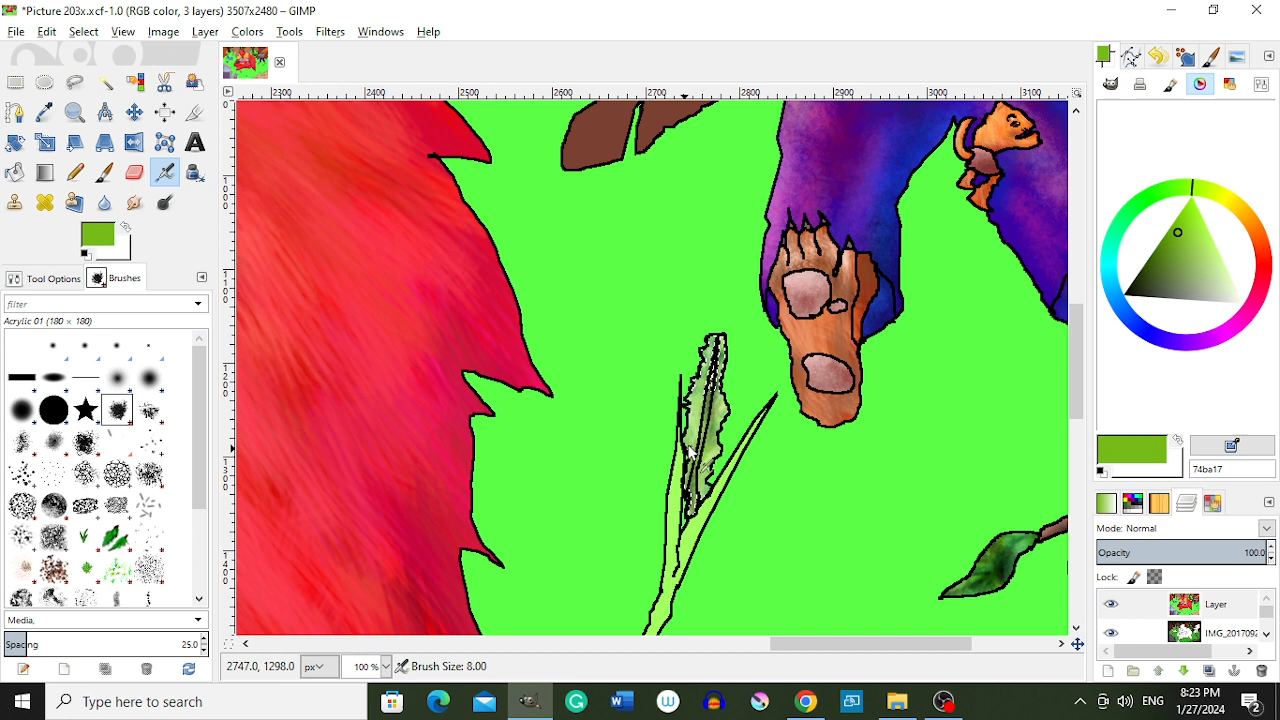 *Picture 203x.xcf-1.0 (RGB color, 3 layers) 3507x2480 – GIMP
File Edit Select View Image Layer Colors Tools Filters Windows Help
2300 2400 2500 2600 2700 2800 2900 3000 3100
Tool Options Brushes
filter
Acrylic 01 (180 × 180)
Media,
Spacing 25.0
74ba17
Mode: Normal
Opacity 100.0
Lock:
Layer
IMG_201709
2747.0, 1298.0 px 100 % Brush Size: 8.00
Type here to search
ENG
8:23 PM
1/27/2024
2